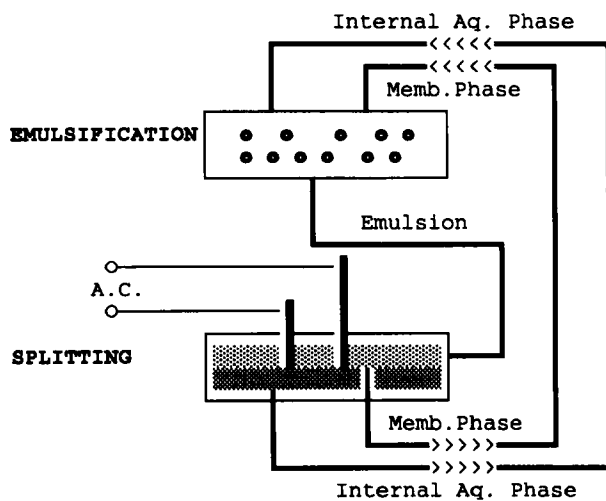 Internal Aq. Phase
<<<<<
<<<<<
Memb.Phase
EMULSIFICATION
Emulsion
A.C.
SPLITTING
Memb.Phase
>>>>>
>>>>>
Internal Aq. Phase